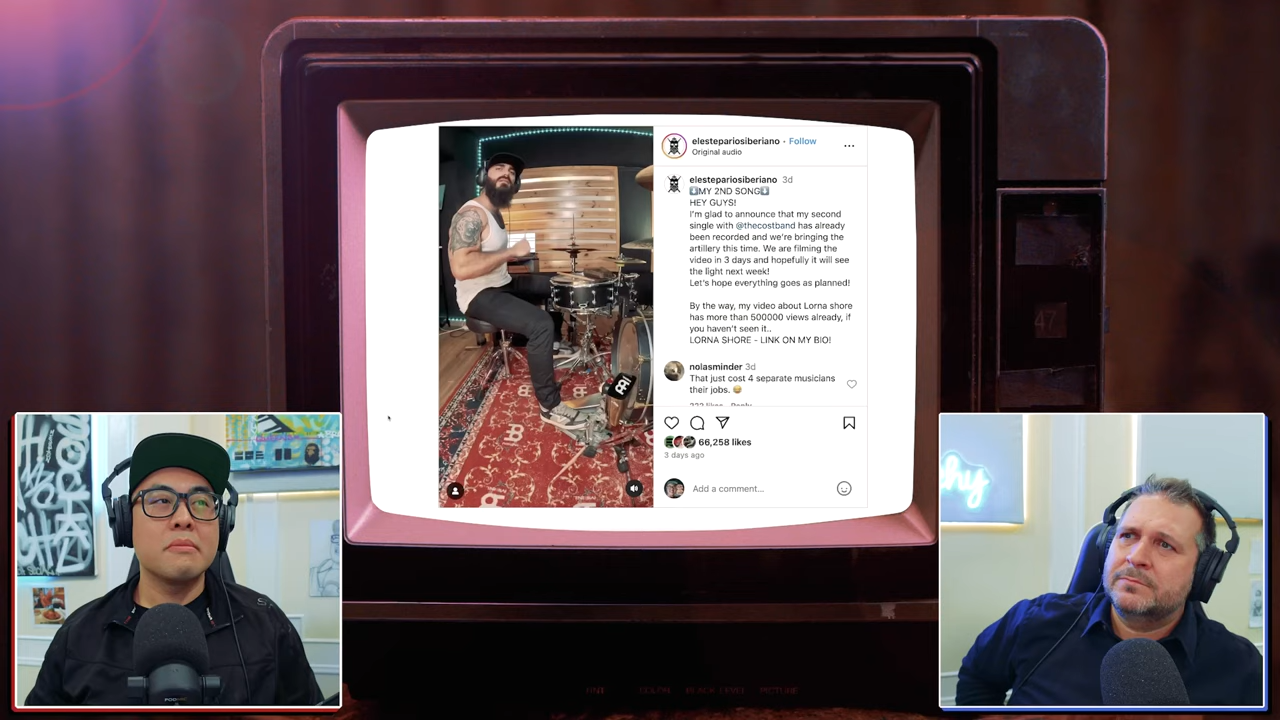 elestepariosiberiano • Follow
Original audio
elestepariosiberiano 3d
⬇️MY 2ND SONG⬇️
HEY GUYS!
I'm glad to announce that my second
single with @thecostband has already
been recorded and we're bringing the
artillery this time. We are filming the
video in 3 days and hopefully it will see
the light next week!
Let's hope everything goes as planned!
By the way, my video about Lorna shore
has more than 500000 views already, if
you haven't seen it..
LORNA SHORE - LINK ON MY BIO!
nolasminder 3d
That just cost 4 separate musicians
their jobs. 😂
66,258 likes
3 days ago
Add a comment...
47
hy